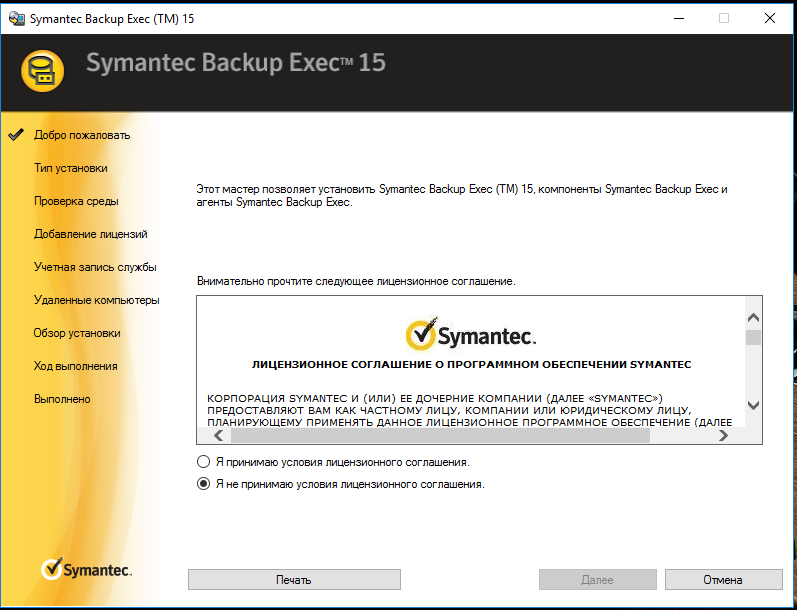 Symantec Backup Exec (TM) 15
Symantec Backup Exec™ 15
Добро пожаловать
Тип установки
Проверка среды
Добавление лицензий
Учетная запись службы
Удаленные компьютеры
Обзор установки
Ход выполнения
Выполнено
Этот мастер позволяет установить Symantec Backup Exec (TM) 15, компоненты Symantec Backup Exec и
агенты Symantec Backup Exec.
Внимательно прочтите следующее лицензионное соглашение.
Symantec.
ЛИЦЕНЗИОННОЕ СОГЛАШЕНИЕ О ПРОГРАММНОМ ОБЕСПЕЧЕНИИ SYMANTEC
КОРПОРАЦИЯ SYMANTEC И (ИЛИ) ЕЕ ДОЧЕРНИЕ КОМПАНИИ (ДАЛЕЕ «SYMANTEC»)
ПРЕДОСТАВЛЯЮТ ВАМ КАК ЧАСТНОМУ ЛИЦУ, КОМПАНИИ ИЛИ ЮРИДИЧЕСКОМУ ЛИЦУ,
ПЛАНИРУЮЩЕМУ ПРИМЕНЯТЬ ДАННОЕ ЛИЦЕНЗИОННОЕ ПРОГРАММНОЕ ОБЕСПЕЧЕНИЕ (ДАЛЕЕ
Я принимаю условия лицензионного соглашения.
Я не принимаю условия лицензионного соглашения.
Symantec.
Печать
Далее
Отмена